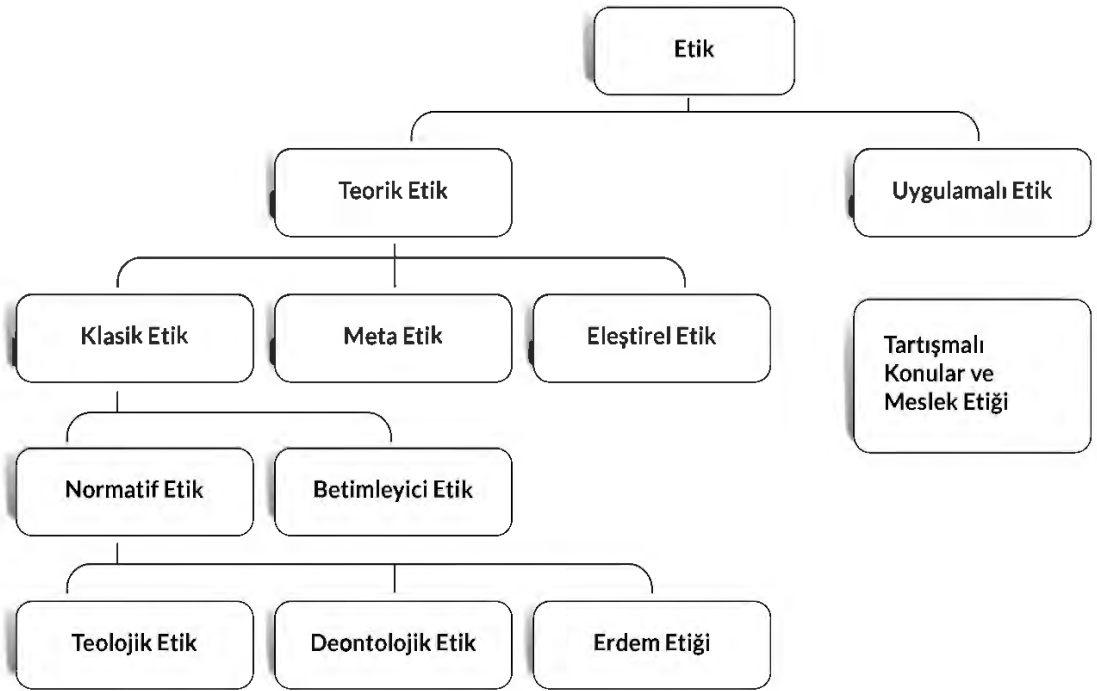 Etik
Teorik Etik
Uygulamalı Etik
Klasik Etik
Meta Etik
Eleştirel Etik
Tartışmalı
Konular ve
Meslek Etiği
Normatif Etik
Betimleyici Etik
Teolojik Etik
Deontolojik Etik
Erdem Etiği